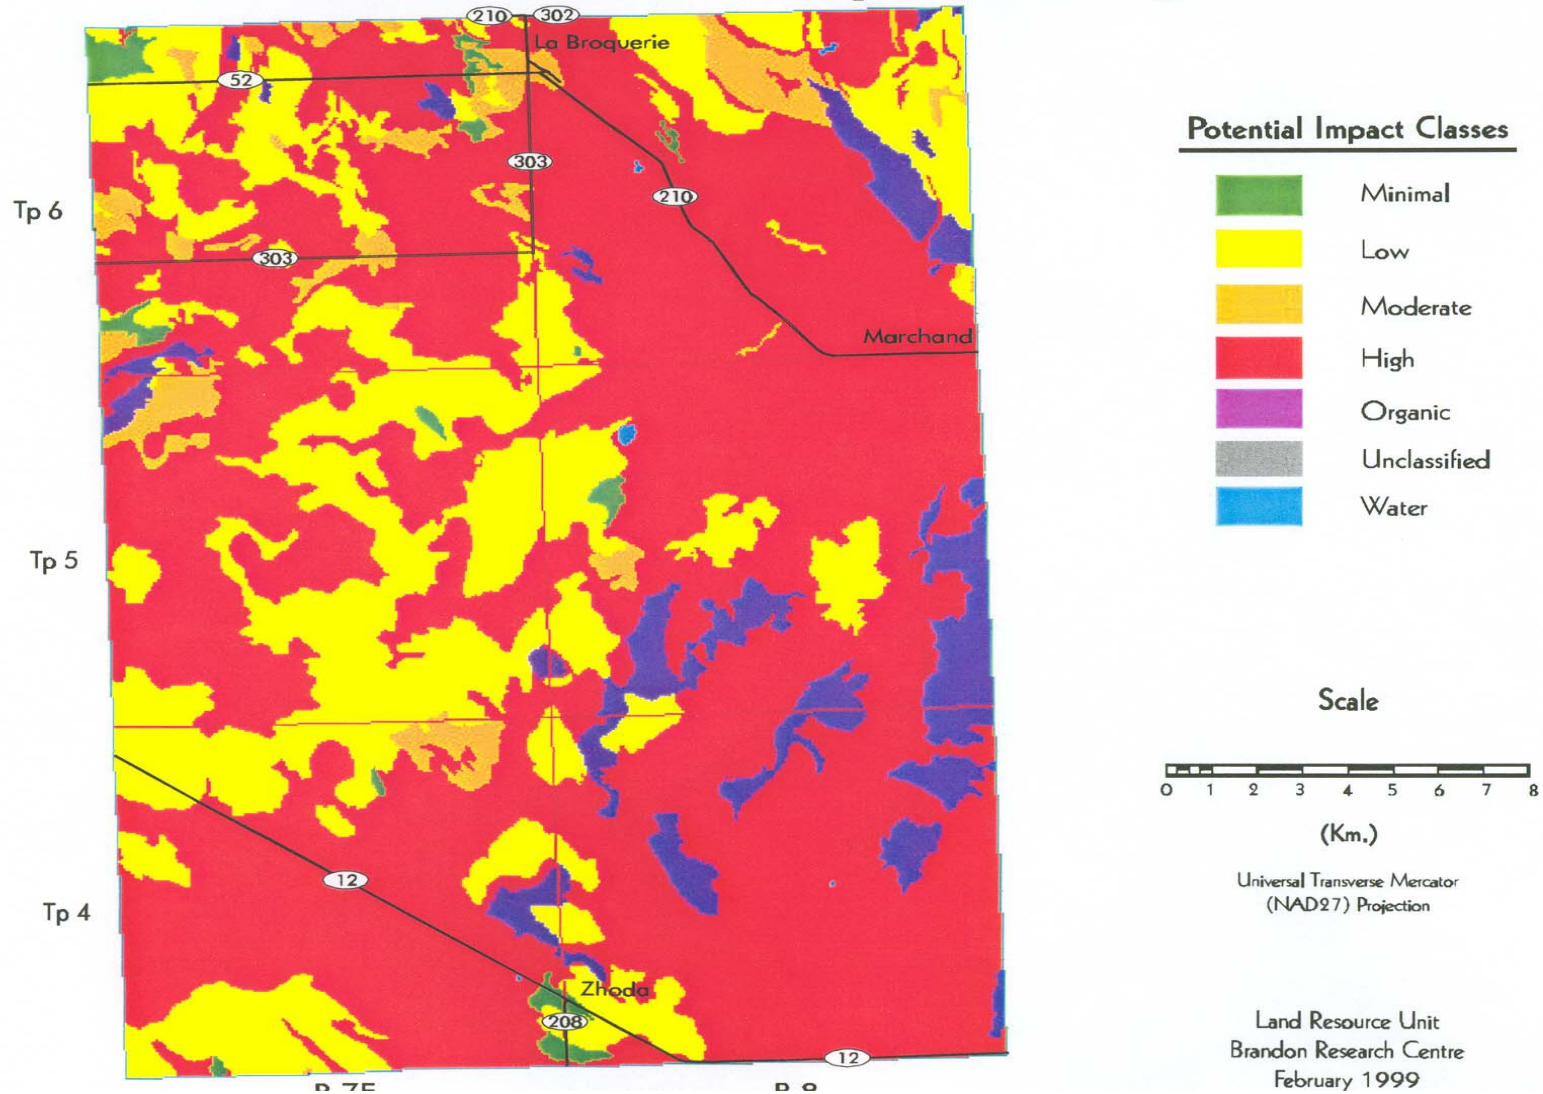 210 302
La Broquerie
52
303
210
Tp 6
303
Marchand
Tp 5
12
Tp 4
Zhoda
208
12
Potential Impact Classes
Minimal
Low
Moderate
High
Organic
Unclassified
Water
Scale
0 1 2 3 4 5 6 7 8
(Km.)
Universal Transverse Mercator
(NAD27) Projection
Land Resource Unit
Brandon Research Centre
February 1999